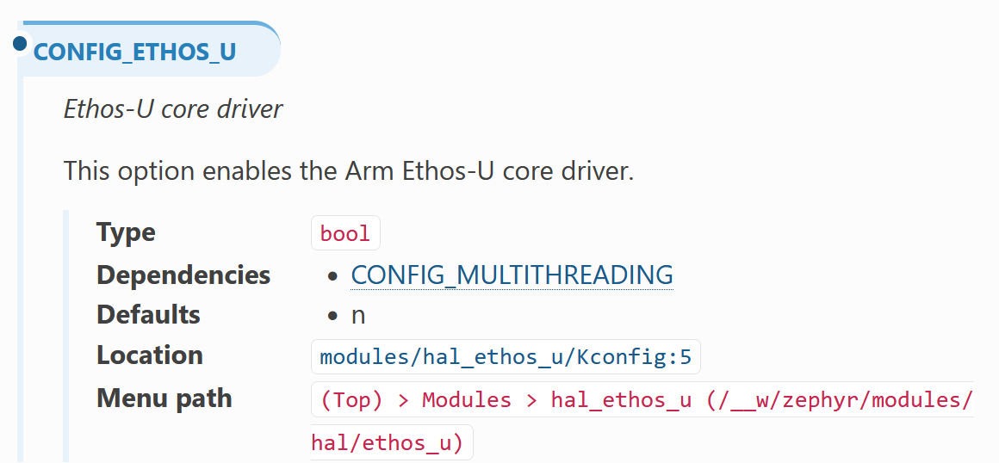 CONFIG_ETHOS_U
Ethos-U core driver
This option enables the Arm Ethos-U core driver.
Type bool
Dependencies • CONFIG_MULTITHREADING
Defaults • n
Location modules/hal_ethos_u/Kconfig:5
Menu path (Top) > Modules > hal_ethos_u (/__w/zephyr/modules/
hal/ethos_u)